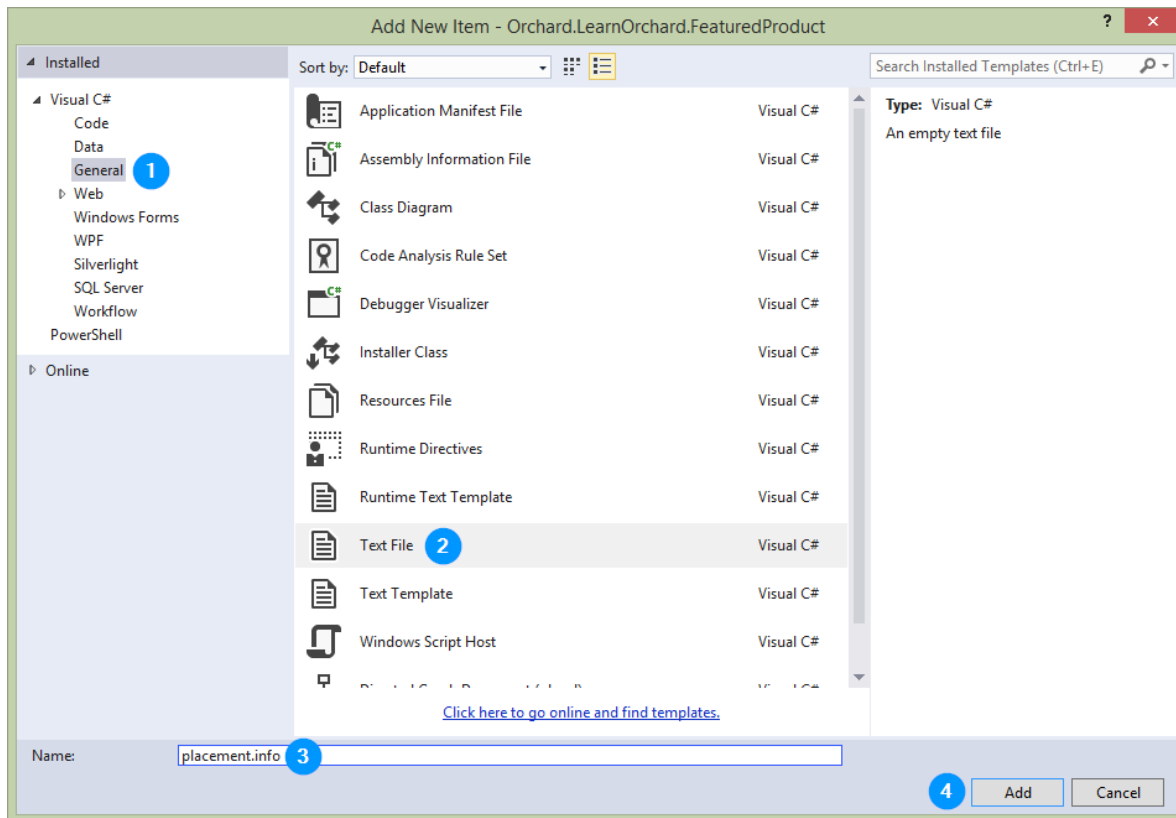 Add New Item - Orchard.LearnOrchard.FeaturedProduct
?
Installed
Sort by: Default
Search Installed Templates (Ctrl+E)
Visual C#
Code
Data
General 1
Web
Windows Forms
WPF
Silverlight
SQL Server
Workflow
PowerShell
Online
Application Manifest File Visual C#
Assembly Information File Visual C#
Class Diagram Visual C#
Code Analysis Rule Set Visual C#
Debugger Visualizer Visual C#
Installer Class Visual C#
Resources File Visual C#
Runtime Directives Visual C#
Runtime Text Template Visual C#
Text File 2 Visual C#
Text Template Visual C#
Windows Script Host Visual C#
Click here to go online and find templates.
Type: Visual C#
An empty text file
Name: placement.info 3
4 Add Cancel